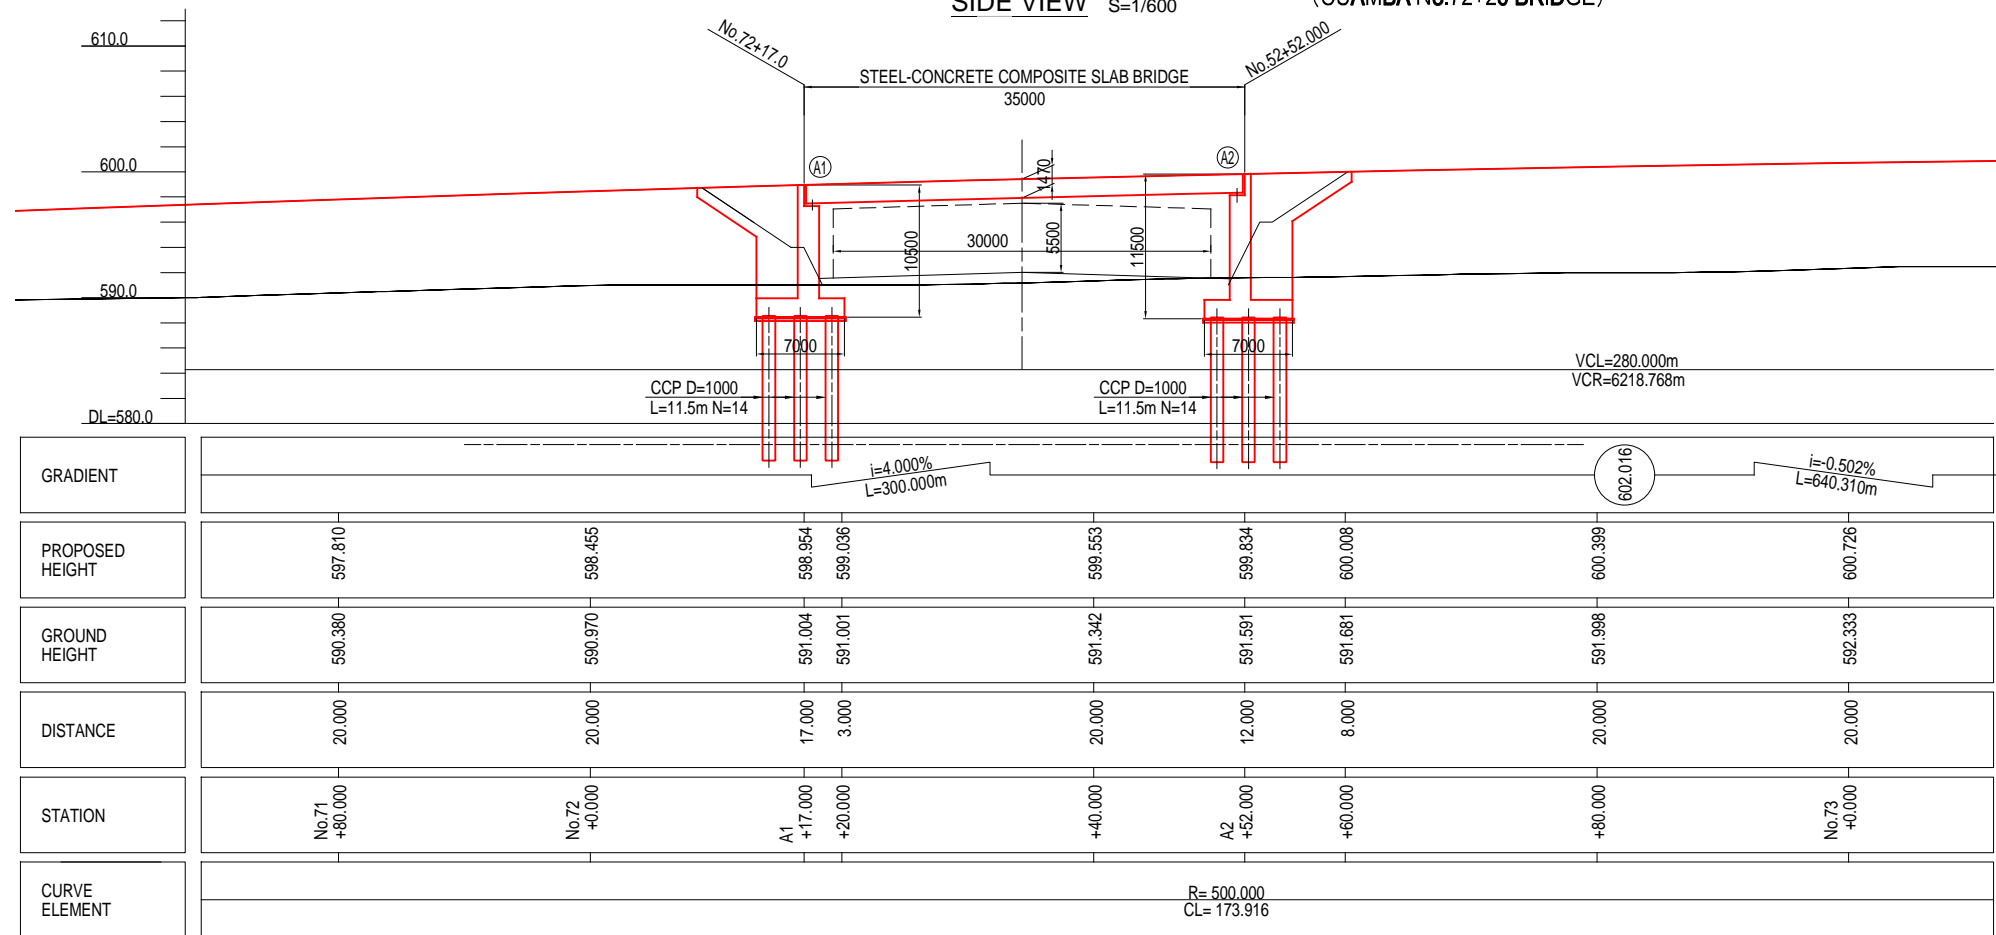 SIDE VIEW S=1/600
610.0
No.72+17.0
No.52+52.000
STEEL-CONCRETE COMPOSITE SLAB BRIDGE
35000
600.0
A1
A2
1470
10500
30000
5500
11500
590.0
7000
7000
VCL=280.000m
VCR=6218.768m
CCP D=1000
L=11.5m N=14
CCP D=1000
L=11.5m N=14
DL=580.0
GRADIENT
i=4.000%
L=300.000m
602.016
i=-0.502%
L=640.310m
PROPOSED
HEIGHT
597.810
598.455
598.954
599.036
599.553
599.834
600.008
600.399
600.726
GROUND
HEIGHT
590.380
590.970
591.004
591.001
591.342
591.591
591.681
591.998
592.333
DISTANCE
20.000
20.000
17.000
3.000
20.000
12.000
8.000
20.000
20.000
STATION
No.71
+80.000
No.72
+0.000
A1
+17.000
+20.000
+40.000
A2
+52.000
+60.000
+80.000
No.73
+0.000
CURVE
ELEMENT
R= 500.000
CL= 173.916